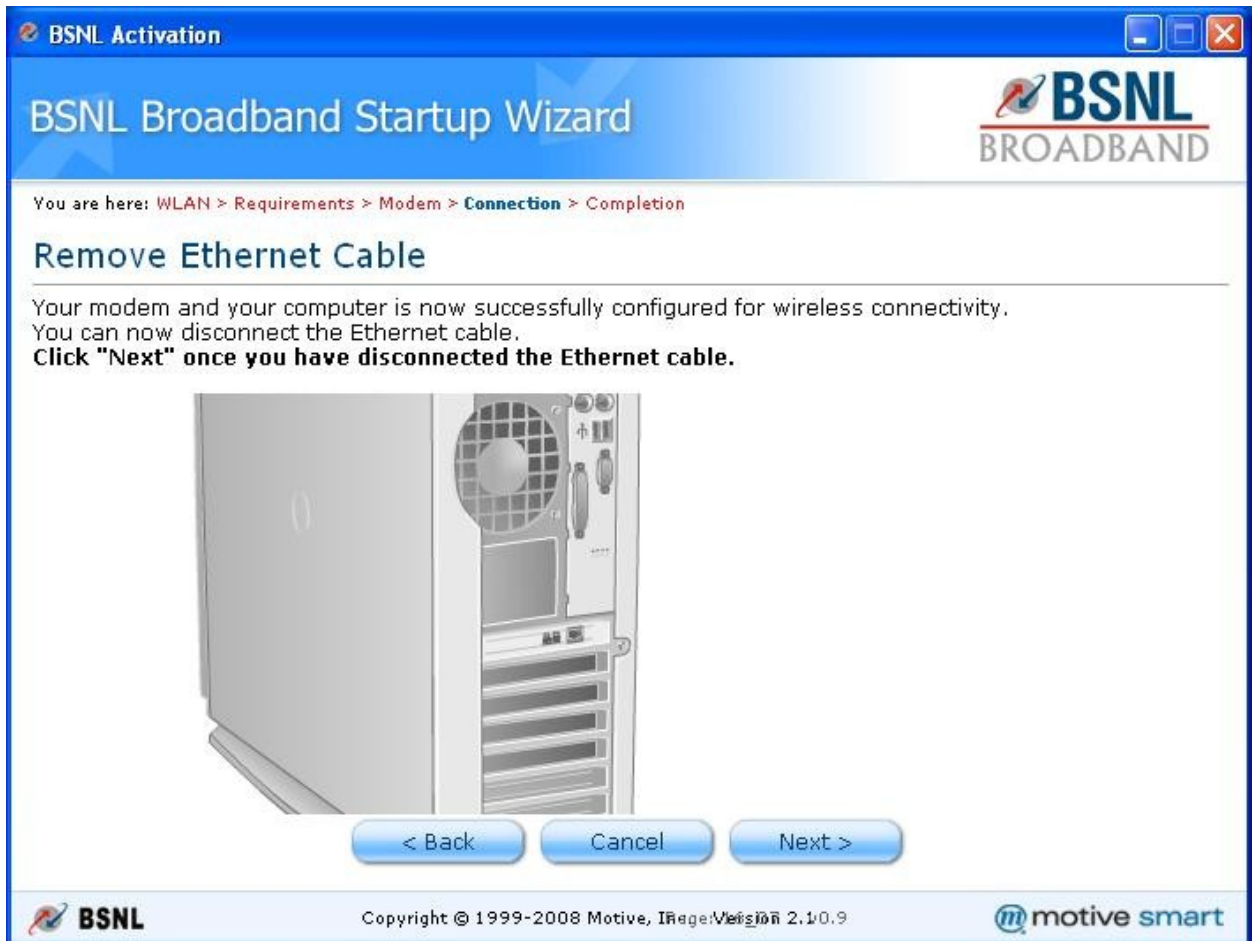 BSNL Activation
BSNL Broadband Startup Wizard
BSNL
BROADBAND
You are here: WLAN > Requirements > Modem > Connection > Completion
Remove Ethernet Cable
Your modem and your computer is now successfully configured for wireless connectivity.
You can now disconnect the Ethernet cable.
Click "Next" once you have disconnected the Ethernet cable.
< Back
Cancel
Next >
BSNL
Copyright © 1999-2008 Motive,
motive smart